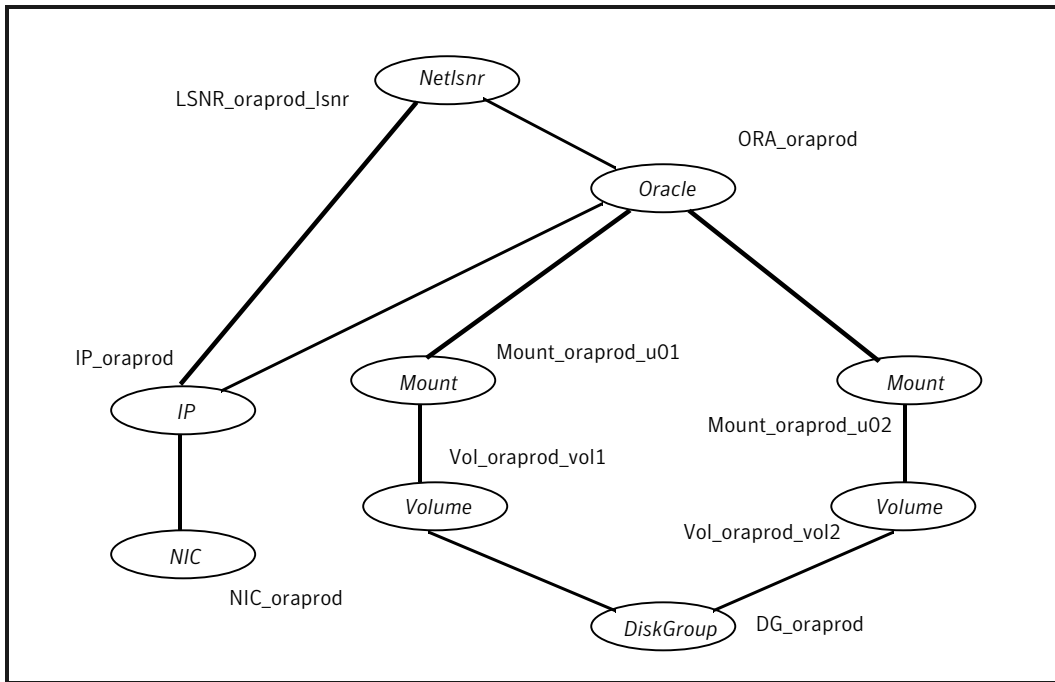 Netlsnr
LSNR_oraprod_lsnr
ORA_oraprod
Oracle
IP_oraprod
Mount_oraprod_u01
Mount
Mount
IP
Mount_oraprod_u02
Vol_oraprod_vol1
Volume
Volume
Vol_oraprod_vol2
NIC
NIC_oraprod
DiskGroup
DG_oraprod